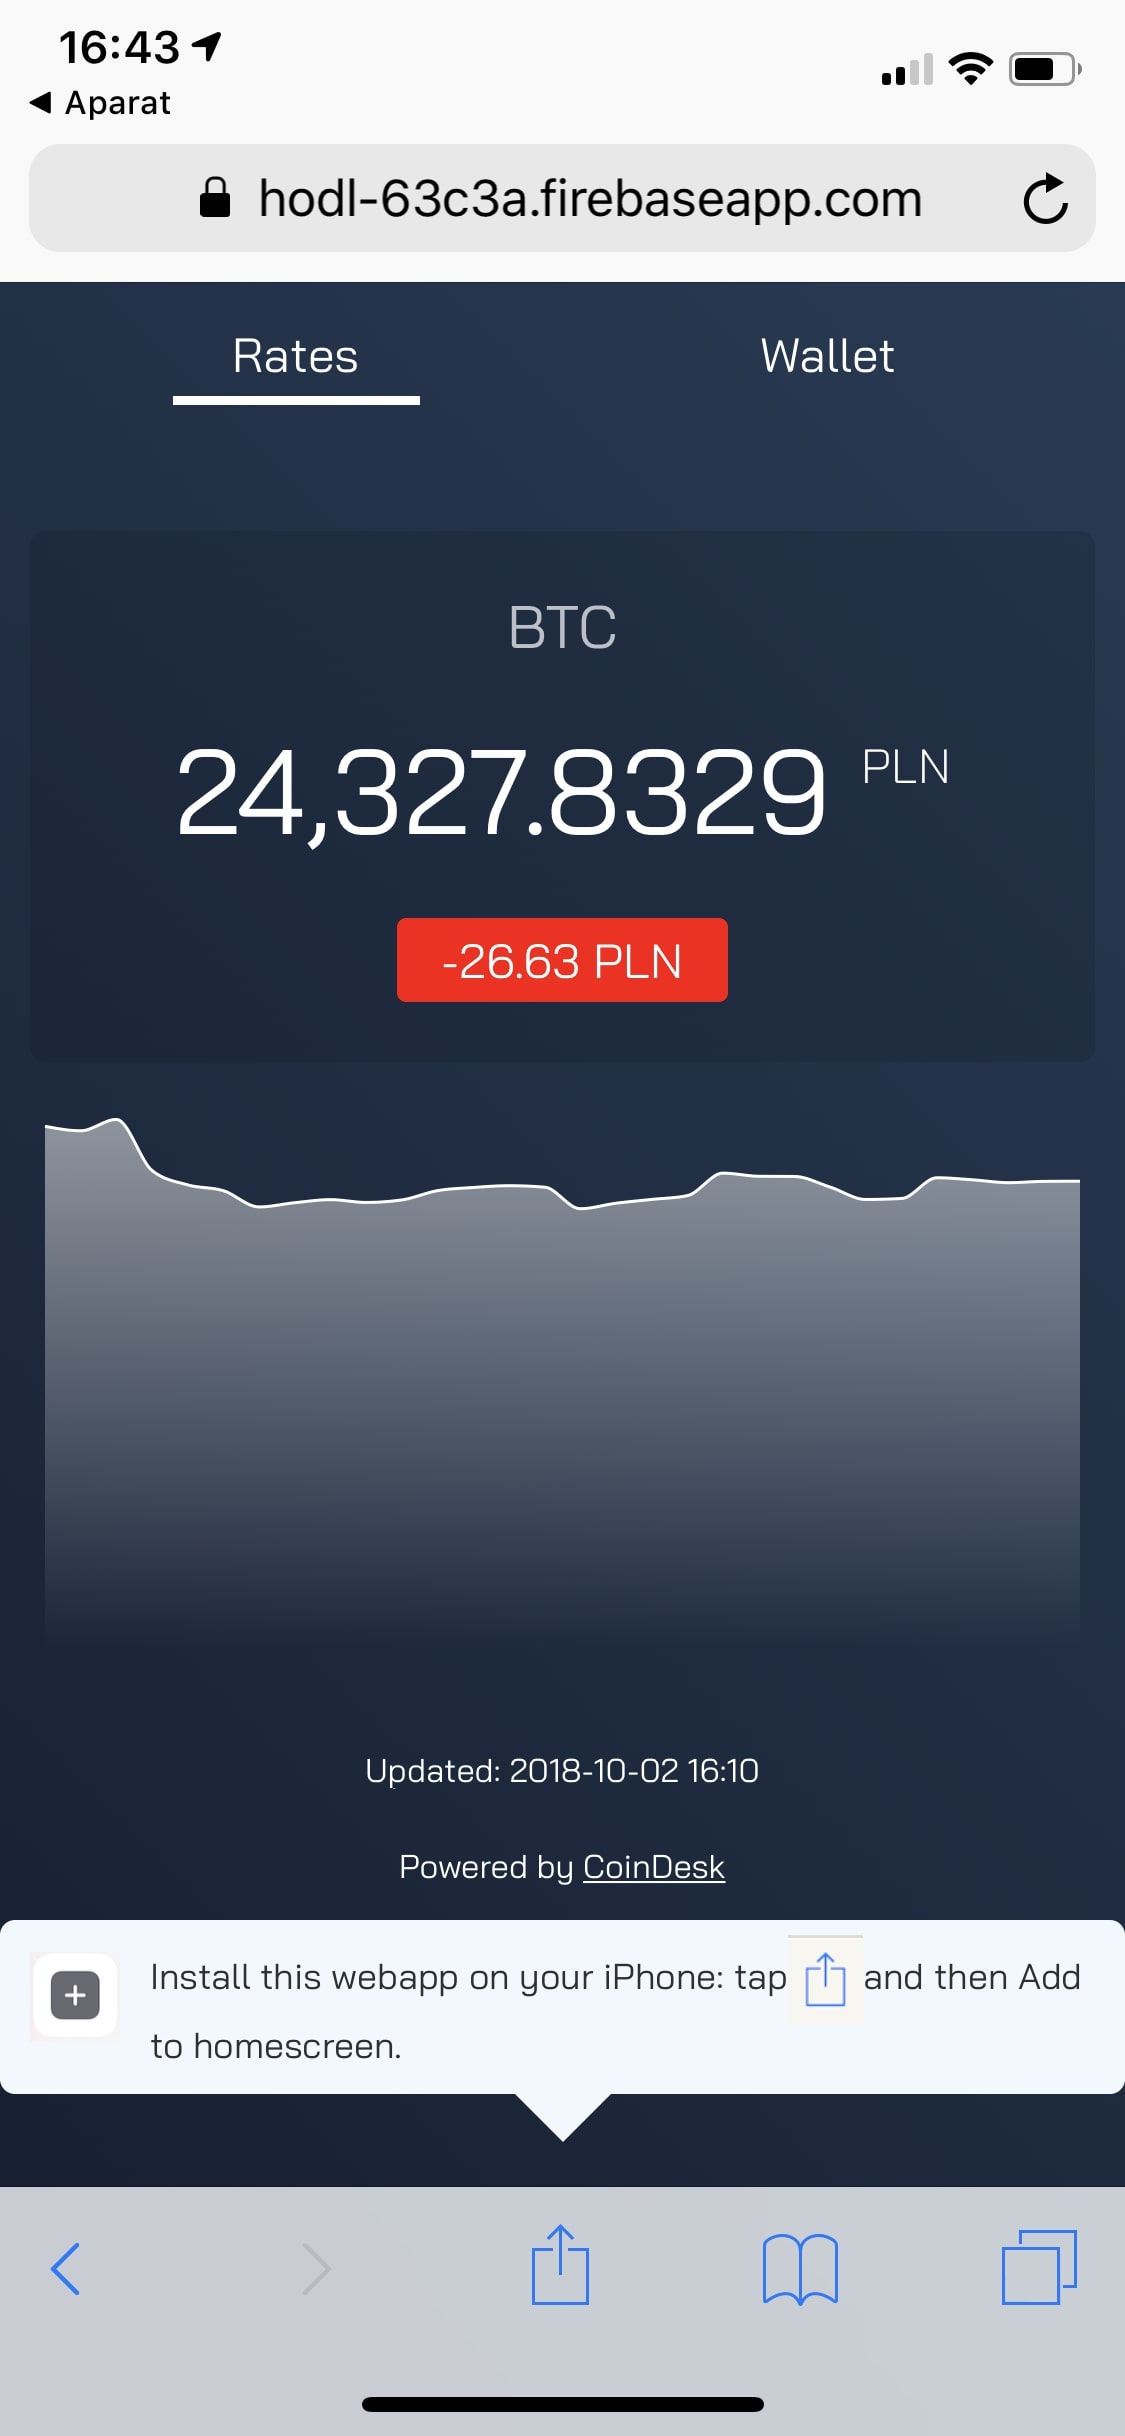 16:43
◀ Aparat
hodl-63c3a.firebaseapp.com
Rates
Wallet
BTC
24,327.8329 PLN
-26.63 PLN
Updated: 2018-10-02 16:10
Powered by CoinDesk
Install this webapp on your iPhone: tap and then Add
to homescreen.